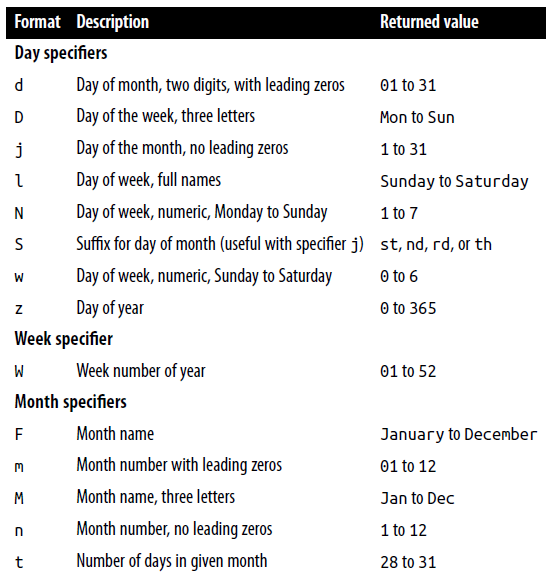 Format Description Returned value
Day specifiers
d Day of month, two digits, with leading zeros 01 to 31
D Day of the week, three letters Mon to Sun
j Day of the month, no leading zeros 1 to 31
l Day of week, full names Sunday to Saturday
N Day of week, numeric, Monday to Sunday 1 to 7
S Suffix for day of month (useful with specifier j) st, nd, rd, or th
w Day of week, numeric, Sunday to Saturday 0 to 6
z Day of year 0 to 365
Week specifier
W Week number of year 01 to 52
Month specifiers
F Month name January to December
m Month number with leading zeros 01 to 12
M Month name, three letters Jan to Dec
n Month number, no leading zeros 1 to 12
t Number of days in given month 28 to 31